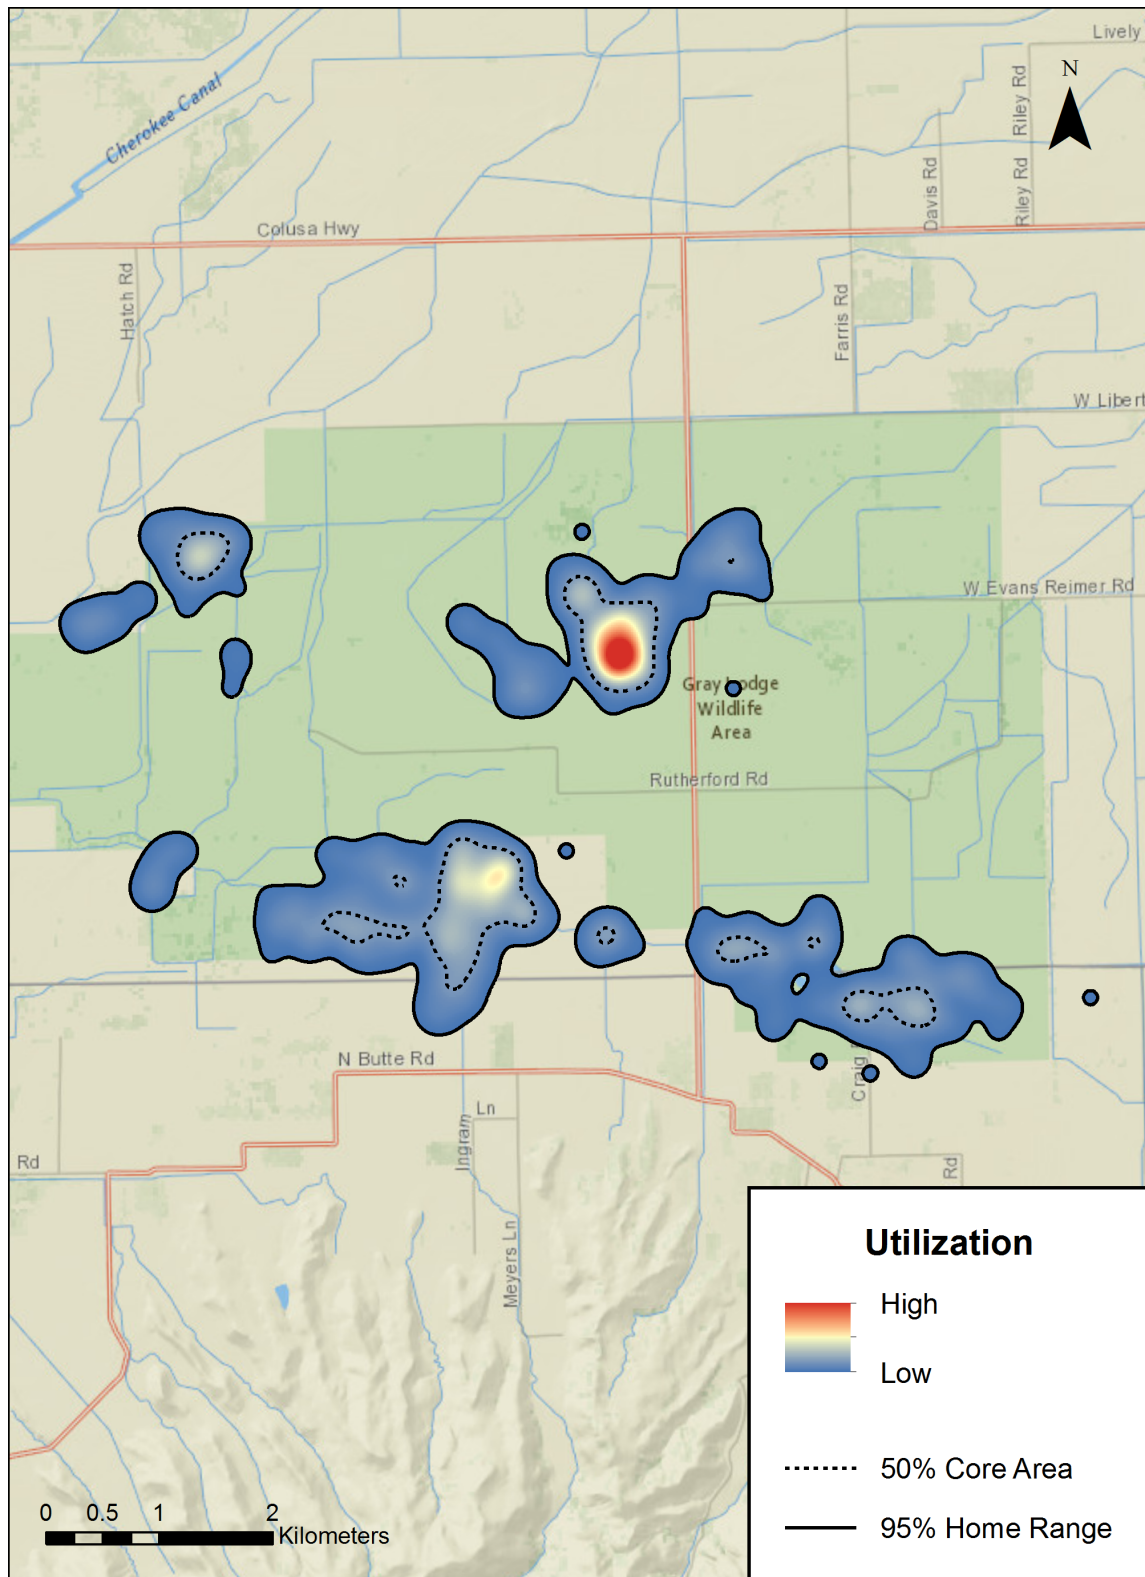 Lively
N
Cherokee Canal
Riley Rd
Davis Rd
Riley Rd
Colusa Hwy
Hatch Rd
Farris Rd
W Libert
W Evans Reimer Rd
Gray Lodge
Wildlife
Area
Rutherford Rd
N Butte Rd
Craig
Ln
Ingram
Rd
Rd
Meyers Ln
Utilization
High
Low
50% Core Area
95% Home Range
0 0.5 1 2
Kilometers